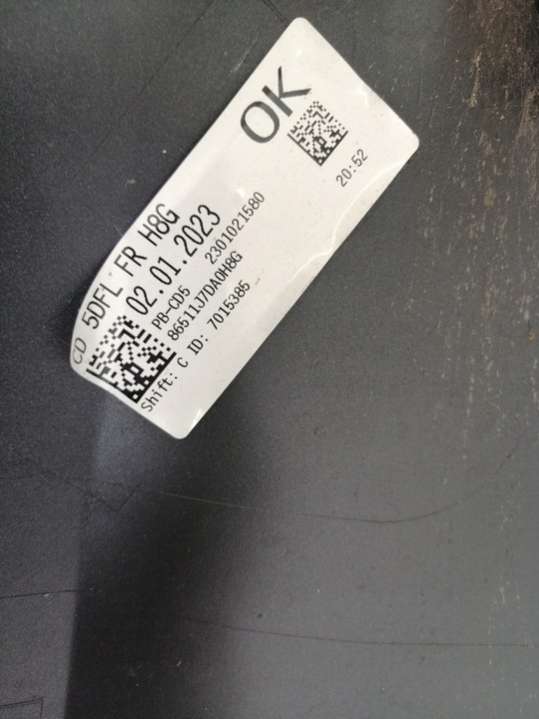 CD 5DFL FR H8G
OK
02.01.2023
PB-CD5 2301021580
86511J7DA0H8G
Shift: C ID: 7015385
20:52